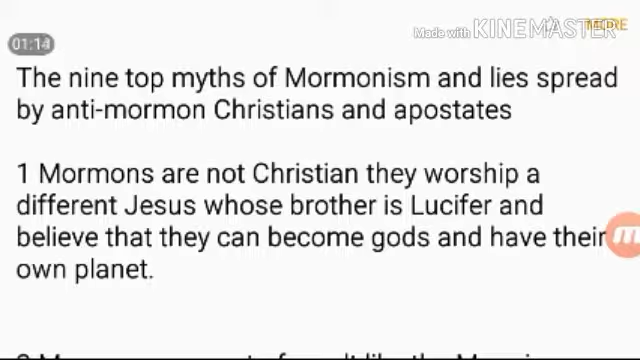 01:14
MORE
Made with KINEMASTER
The nine top myths of Mormonism and lies spread
by anti-mormon Christians and apostates
1 Mormons are not Christian they worship a
different Jesus whose brother is Lucifer and
believe that they can become gods and have their
own planet.